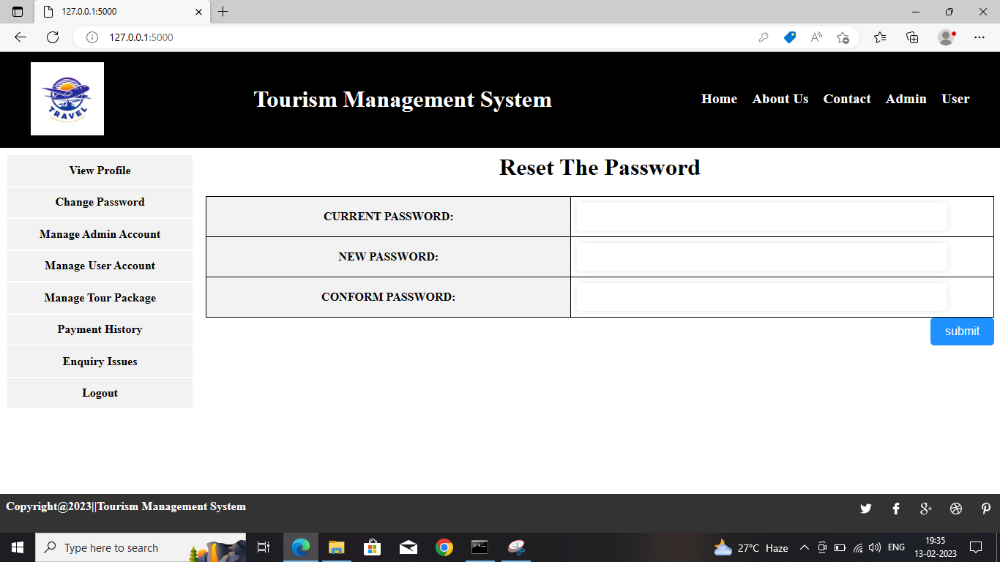 127.0.0.1:5000
127.0.0.1:5000
TRAVEL
Tourism Management System
Home About Us Contact Admin User
View Profile
Change Password
Manage Admin Account
Manage User Account
Manage Tour Package
Payment History
Enquiry Issues
Logout
Reset The Password
CURRENT PASSWORD:
NEW PASSWORD:
CONFORM PASSWORD:
submit
Copyright@2023||Tourism Management System
Type here to search
27°C Haze
ENG
19:35
13-02-2023